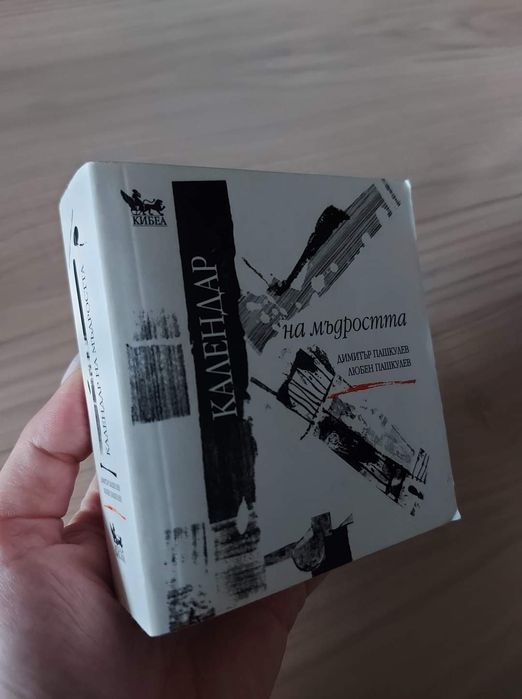 КИБЕА
КАЛЕНДАР
на мъдростта
ДИМИТЪР ПАШКУЛЕВ
ЛЮБЕН ПАШКУЛЕВ
КАЛЕНДАР НА МЪДРОСТТА